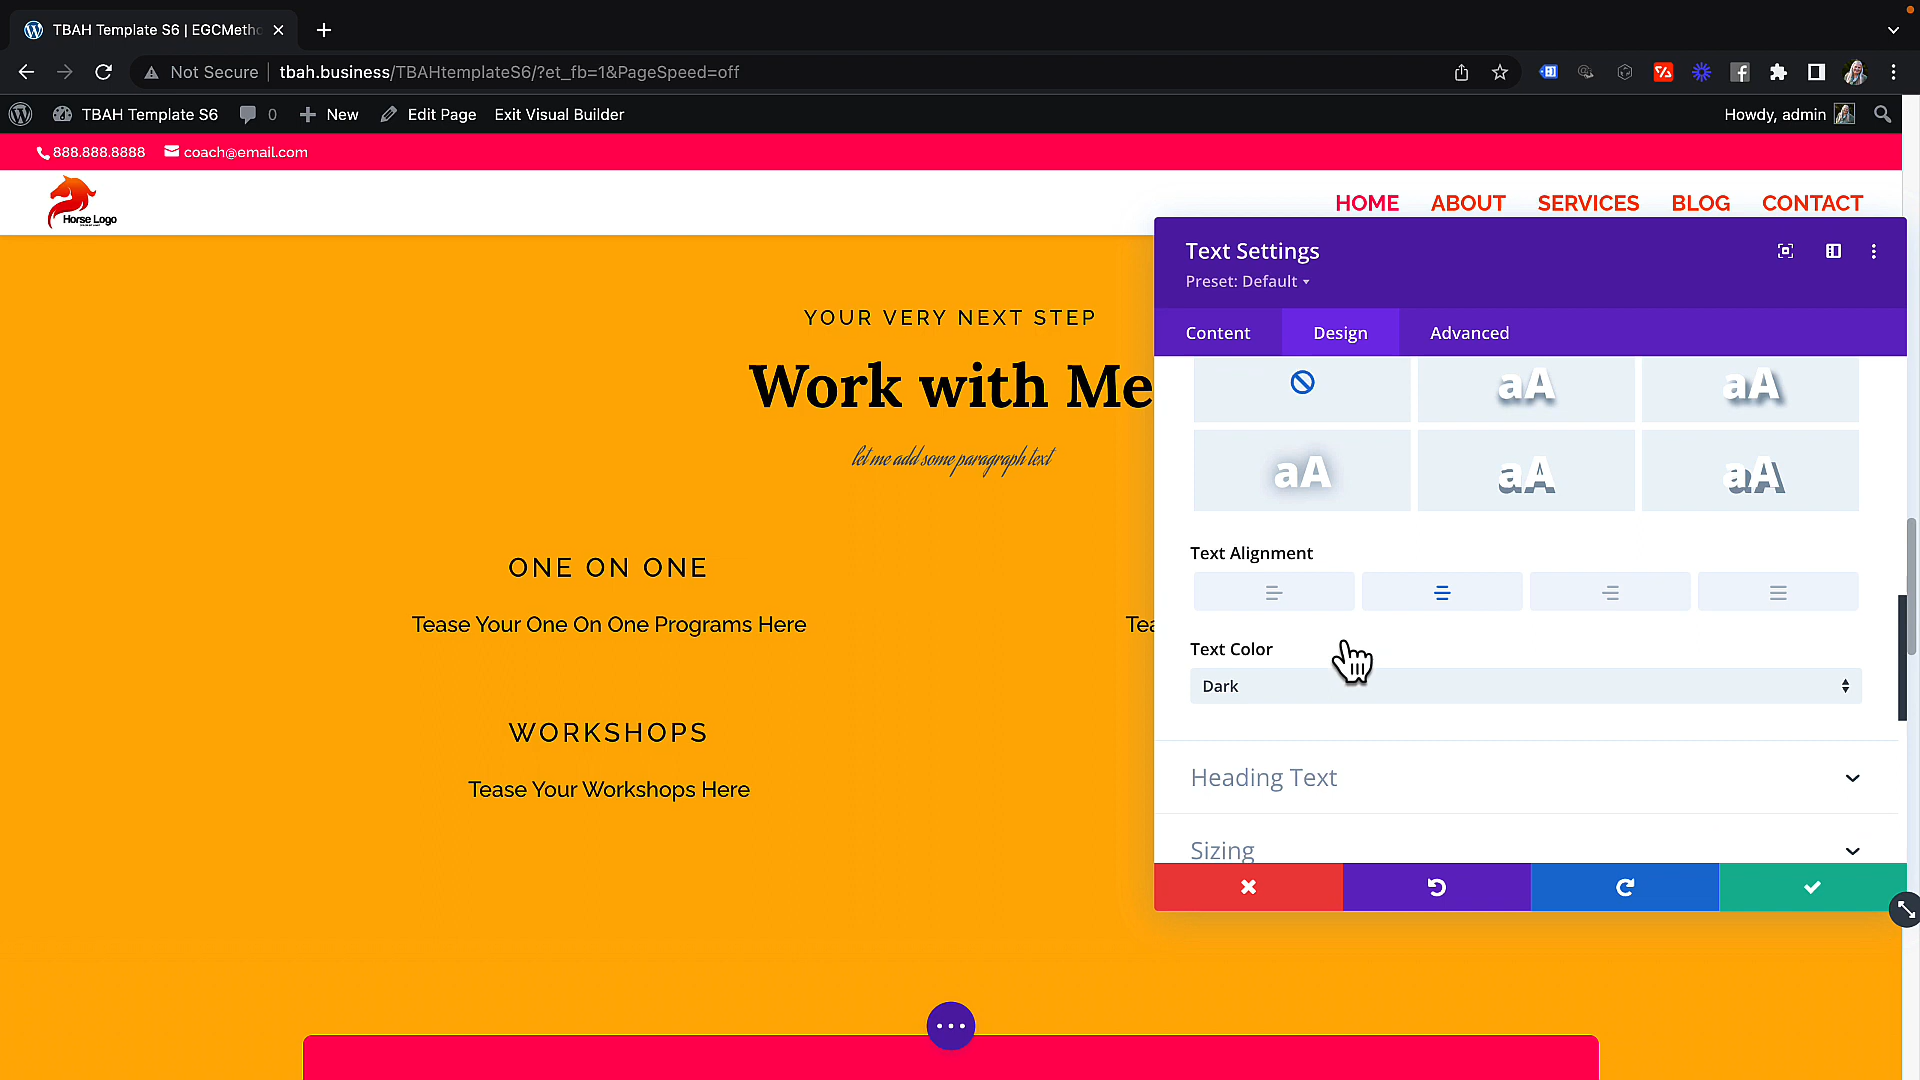 TBAH Template S6 | EGCMetho
Not Secure tbah.business/TBAHtemplateS6/?et_fb=1&PageSpeed=off
TBAH Template S6 0 New Edit Page Exit Visual Builder Howdy, admin
888.888.8888 coach@email.com
Horse Logo
HOME ABOUT SERVICES BLOG CONTACT
Text Settings
Preset: Default
Content Design Advanced
aA aA
aA aA aA
Text Alignment
Text Color
Dark
Heading Text
Sizing
YOUR VERY NEXT STEP
Work with Me
let me add some paragraph text
ONE ON ONE
Tease Your One On One Programs Here
Tea
WORKSHOPS
Tease Your Workshops Here